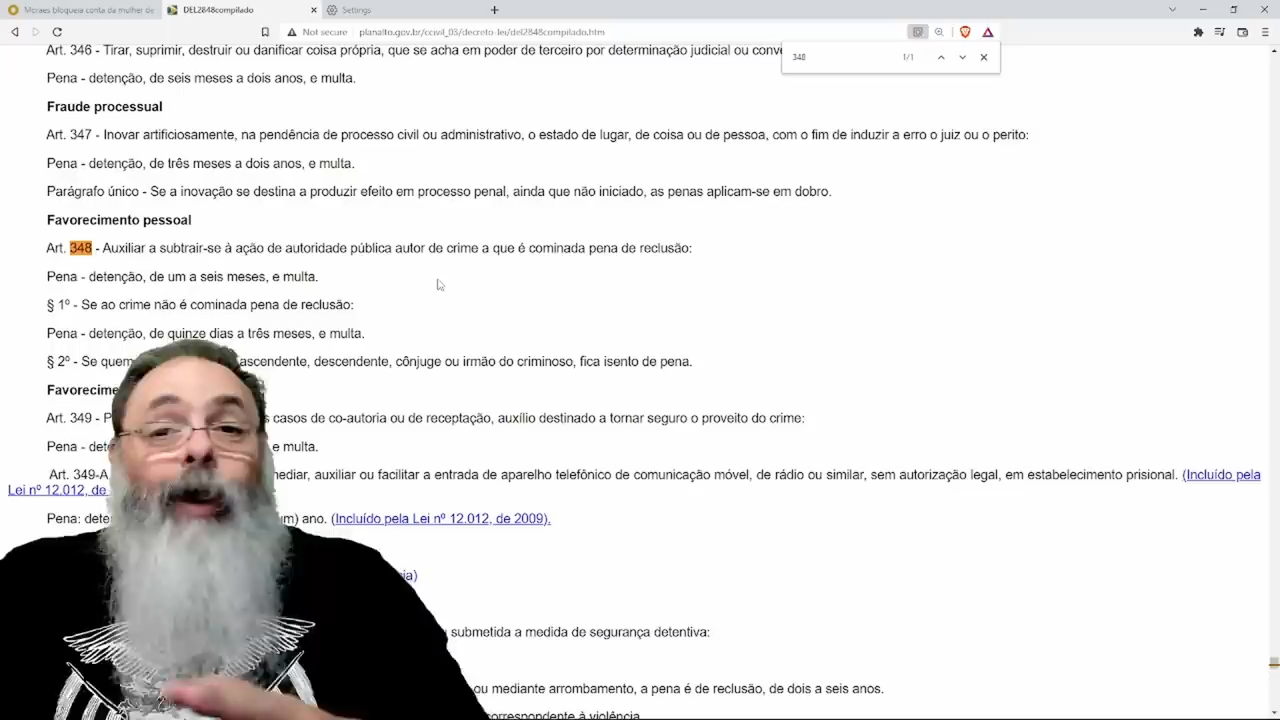 Moraes bloqueia conta da mulher de
DEL2848compilado
Settings
Not secure
planalto.gov.br/ccivil_03/decreto-lei/del2848compilado.htm
348
1/1
Art. 346 - Tirar, suprimir, destruir ou danificar coisa própria, que se acha em poder de terceiro por determinação judicial ou
Pena - detenção, de seis meses a dois anos, e multa.
Fraude processual
Art. 347 - Inovar artificiosamente, na pendência de processo civil ou administrativo, o estado de lugar, de coisa ou de pessoa, com o fim de induzir a erro o juiz ou o perito:
Pena - detenção, de três meses a dois anos, e multa.
Parágrafo único - Se a inovação se destina a produzir efeito em processo penal, ainda que não iniciado, as penas aplicam-se em dobro.
Favorecimento pessoal
Art. 348 - Auxiliar a subtrair-se à ação de autoridade pública autor de crime a que é cominada pena de reclusão:
Pena - detenção, de um a seis meses, e multa.
§ 1º - Se ao crime não é cominada pena de reclusão:
Pena - detenção, de quinze dias a três meses, e multa.
§ 2º - Se quem ascendente, descendente, cônjuge ou irmão do criminoso, fica isento de pena.
Art. 349 - casos de co-autoria ou de receptação, auxílio destinado a tornar seguro o proveito do crime:
Pena - e multa.
Art. 349-A auxiliar ou facilitar a entrada de aparelho telefônico de comunicação móvel, de rádio ou similar, sem autorização legal, em estabelecimento prisional. (Incluído pela
Lei nº 12.012, de
Pena: ano. (Incluído pela Lei nº 12.012, de 2009).
submetida a medida de segurança detentiva:
ou mediante arrombamento, a pena é de reclusão, de dois a seis anos.
correspondente à violência.